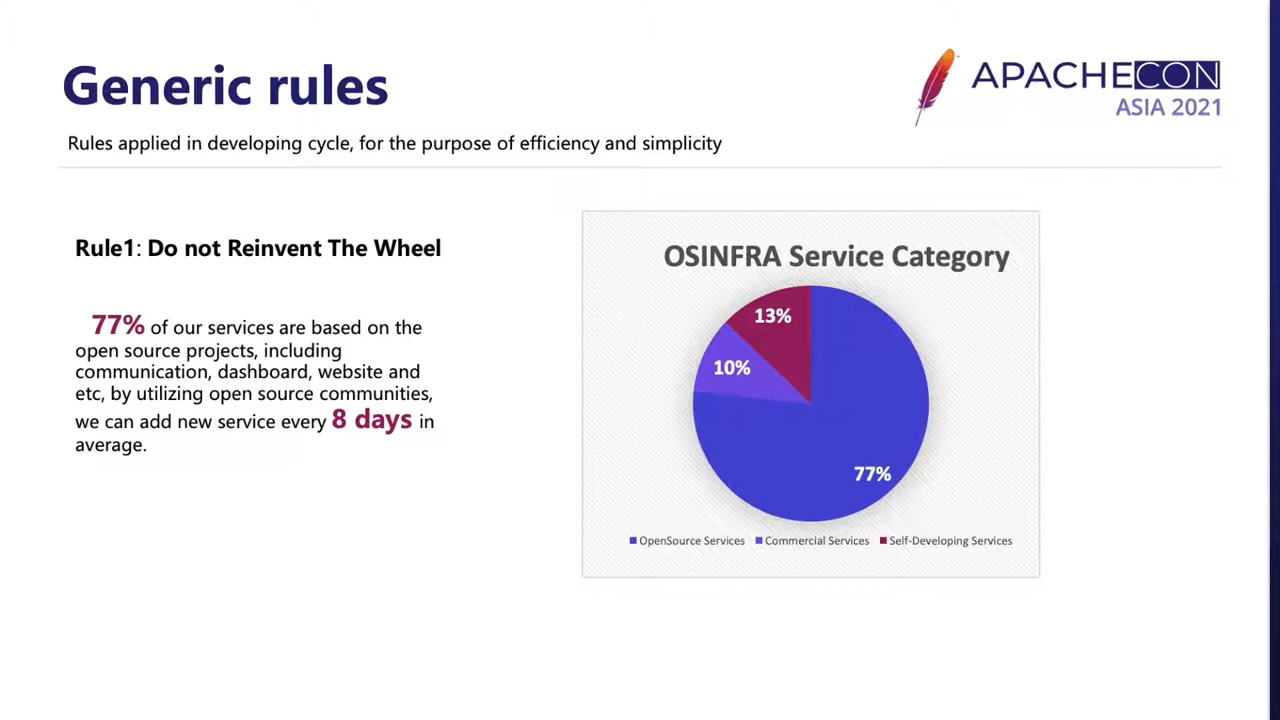 Generic rules
APACHECON
ASIA 2021
Rules applied in developing cycle, for the purpose of efficiency and simplicity
Rule1: Do not Reinvent The Wheel
77% of our services are based on the
open source projects, including
communication, dashboard, website and
etc, by utilizing open source communities,
we can add new service every 8 days in
average.
OSINFRA Service Category
13%
10%
77%
OpenSource Services
Commercial Services
Self-Developing Services